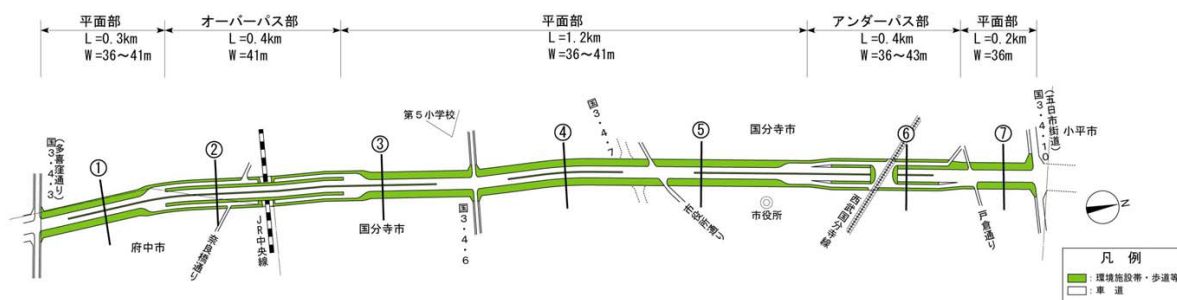 平面部
L=0.3km
W=36〜41m
オーバーパス部
L=0.4km
W=41m
平面部
L=1.2km
W=36〜41m
アンダーパス部
L=0.4km
W=36〜43m
平面部
L=0.2km
W=36m
国3・4・3
(多喜窪通り)
①
府中市
②
奈良橋通り
JR中央線
③
国分寺市
第5小学校
国3・4・6
④
国3・4・7
⑤
市役所通り
国分寺市
市役所
⑥
西武国分寺線
⑦
戸倉通り
国3・4・10
(五日市街道)
小平市
N
凡 例
:環境施設帯・歩道等
:車 道